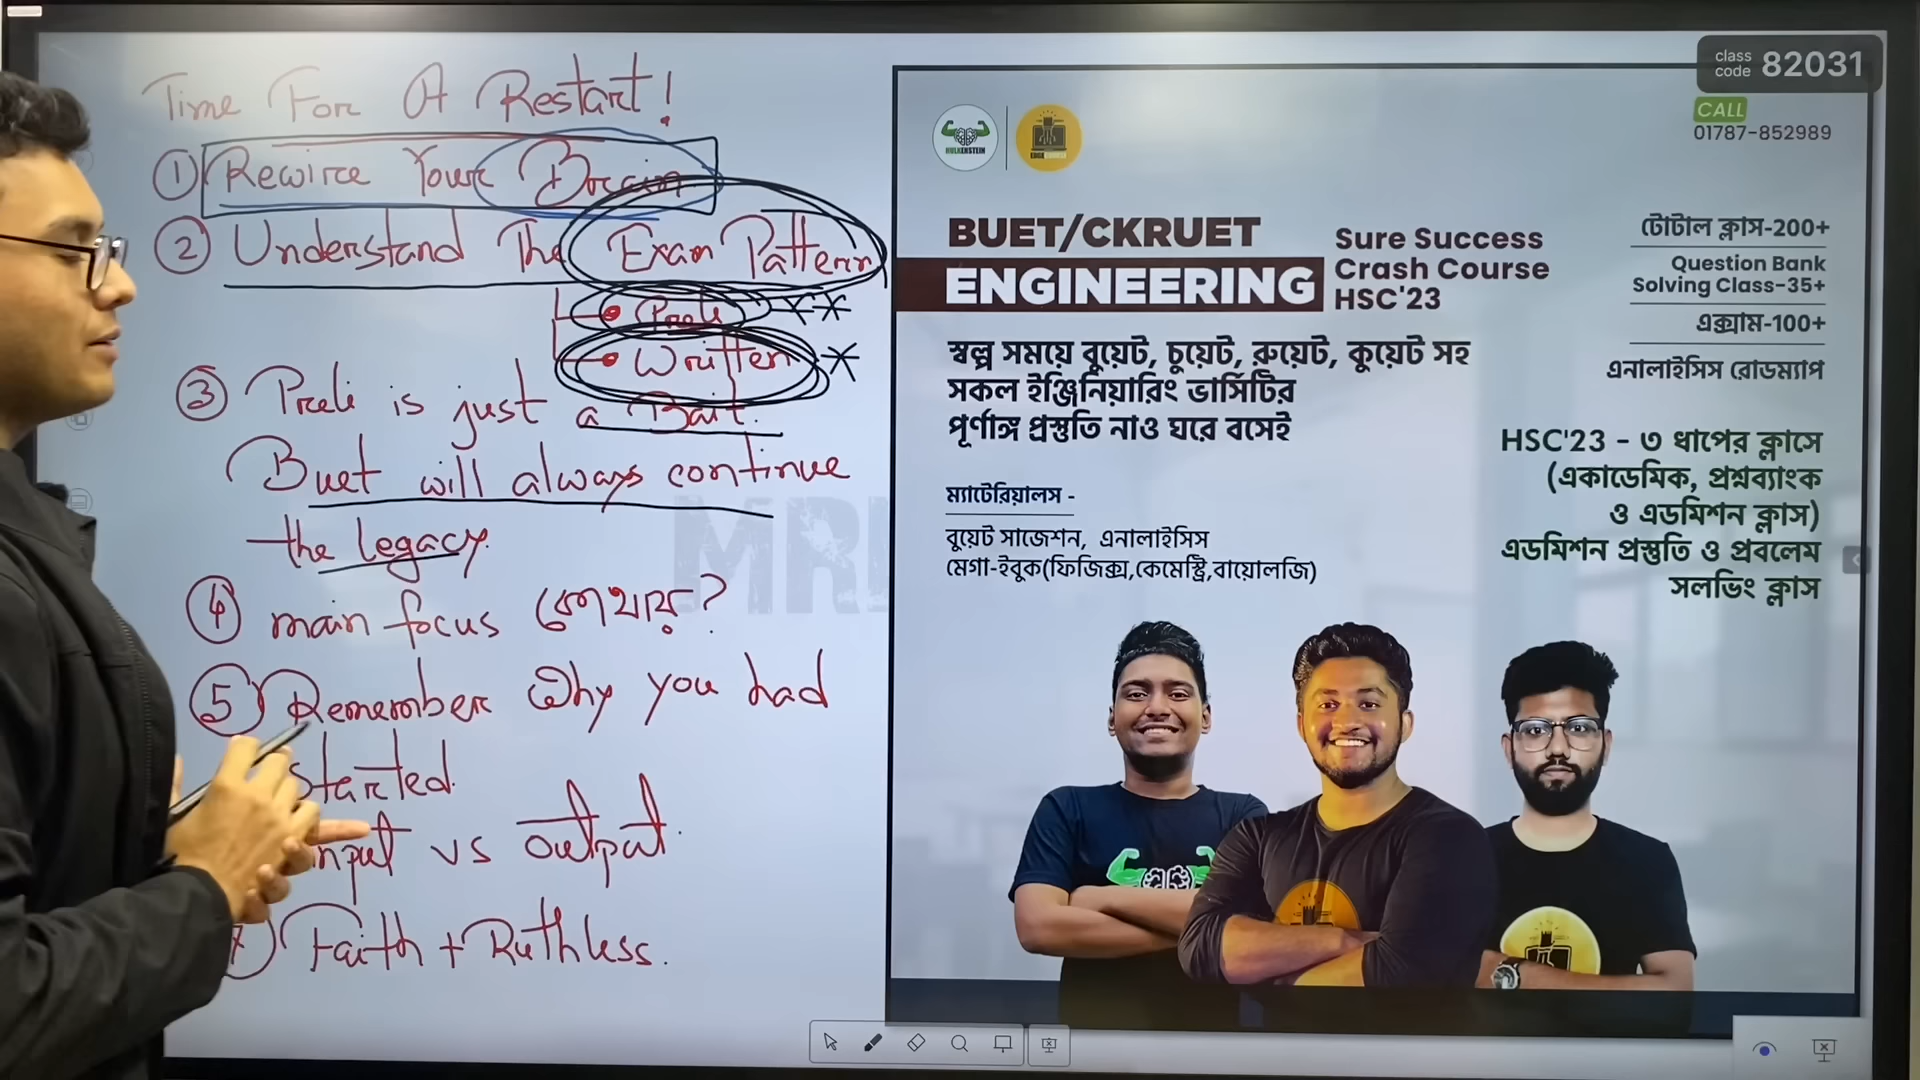 Time For A Restart!
① Rewire Your Brain
② Understand The Exam Pattern
Preli **
Written *
③ Preli is just a Bait.
Buet will always continue
the legacy.
④ main focus কোথায়?
⑤ Remember Why you had
started.
input vs output.
7 Faith + Ruthless.
MRI
class code 82031
CALL
01787-852989
HULKENSTEIN
EDGECOURSE
BUET/CKRUET
ENGINEERING
Sure Success
Crash Course
HSC'23
টোটাল ক্লাস-200+
Question Bank
Solving Class-35+
এক্সাম-100+
এনালাইসিস রোডম্যাপ
স্বল্প সময়ে বুয়েট, চুয়েট, রুয়েট, কুয়েট সহ
সকল ইঞ্জিনিয়ারিং ভার্সিটির
পূর্ণাঙ্গ প্রস্তুতি নাও ঘরে বসেই
ম্যাটেরিয়ালস -
বুয়েট সাজেশন, এনালাইসিস
মেগা-ইবুক(ফিজিক্স,কেমেস্ট্রি,বায়োলজি)
HSC'23 - ৩ ধাপের ক্লাসে
(একাডেমিক, প্রশ্নব্যাংক
ও এডমিশন ক্লাস)
এডমিশন প্রস্তুতি ও প্রবলেম
সলভিং ক্লাস